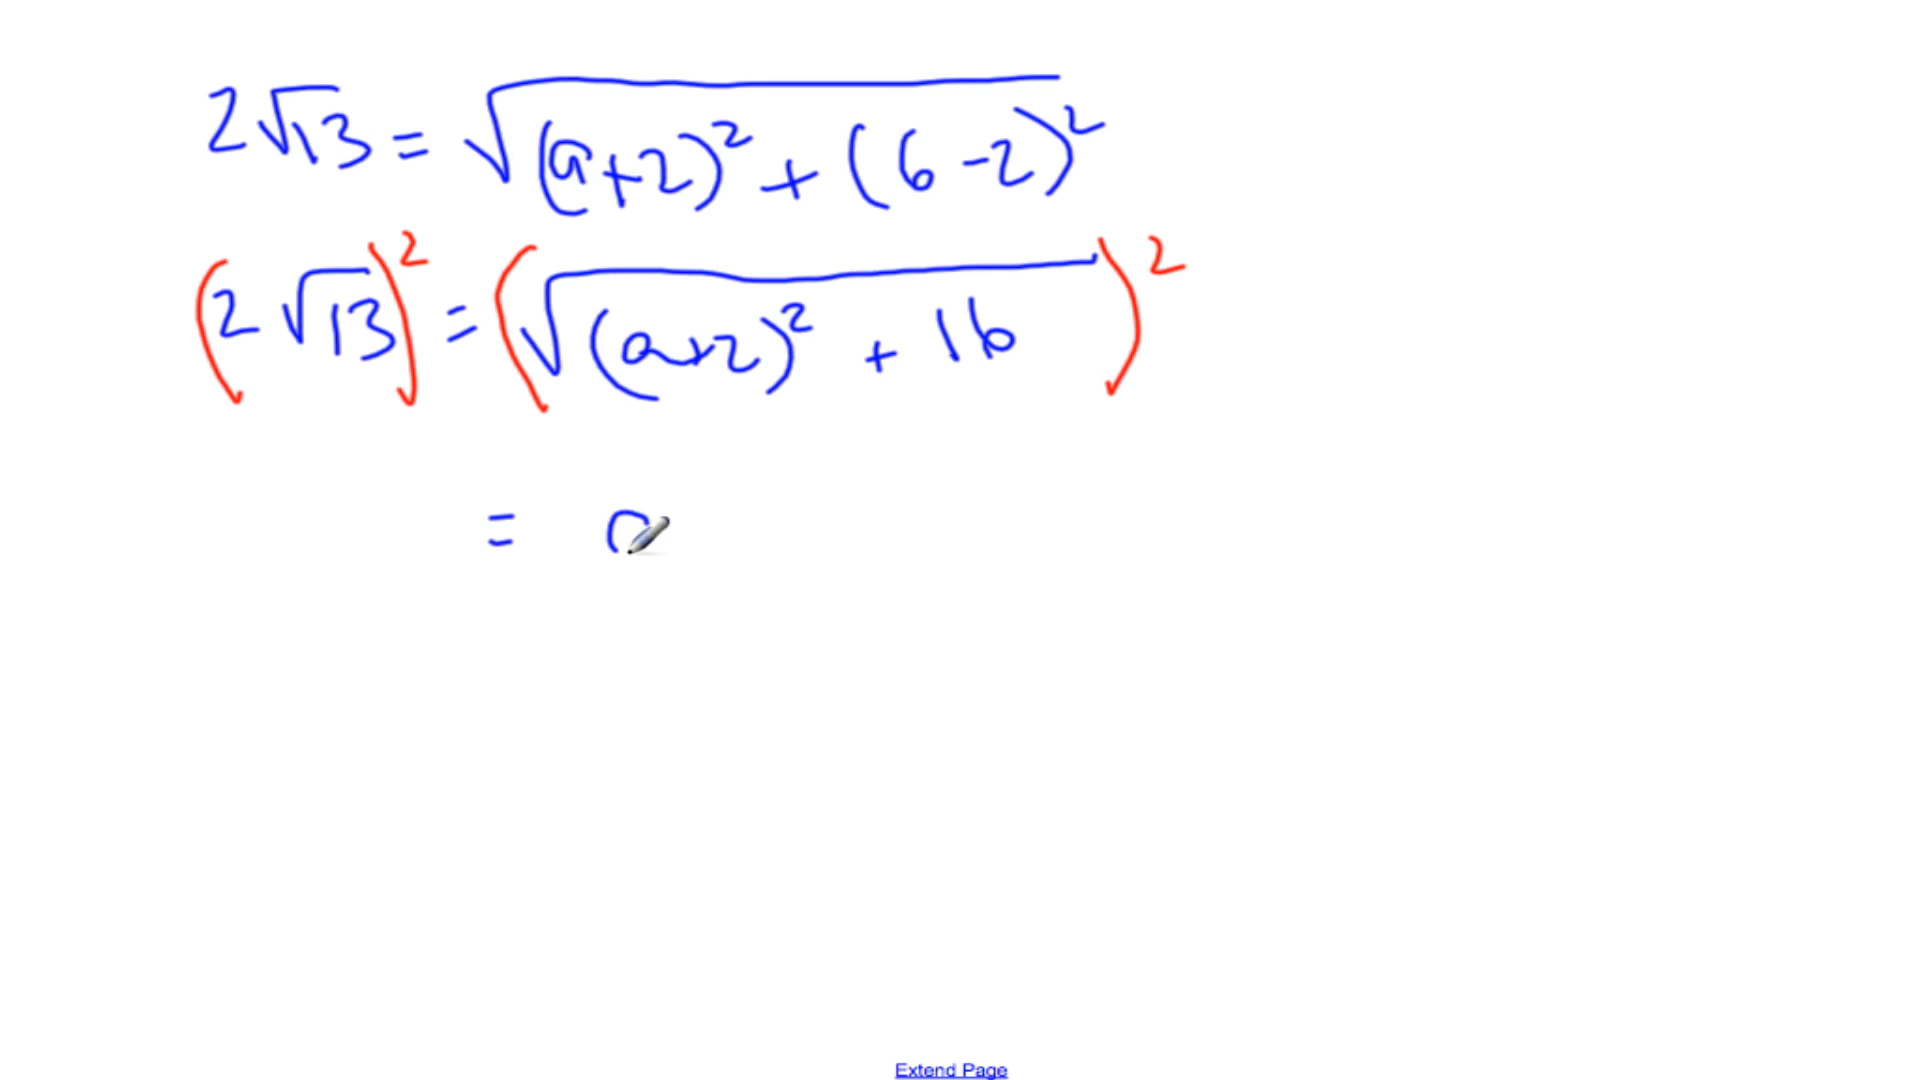 2√13 = √(a+2)² + (6-2)²
(2√13)² = (√(a+2)² + 16)²
= a
Extend Page